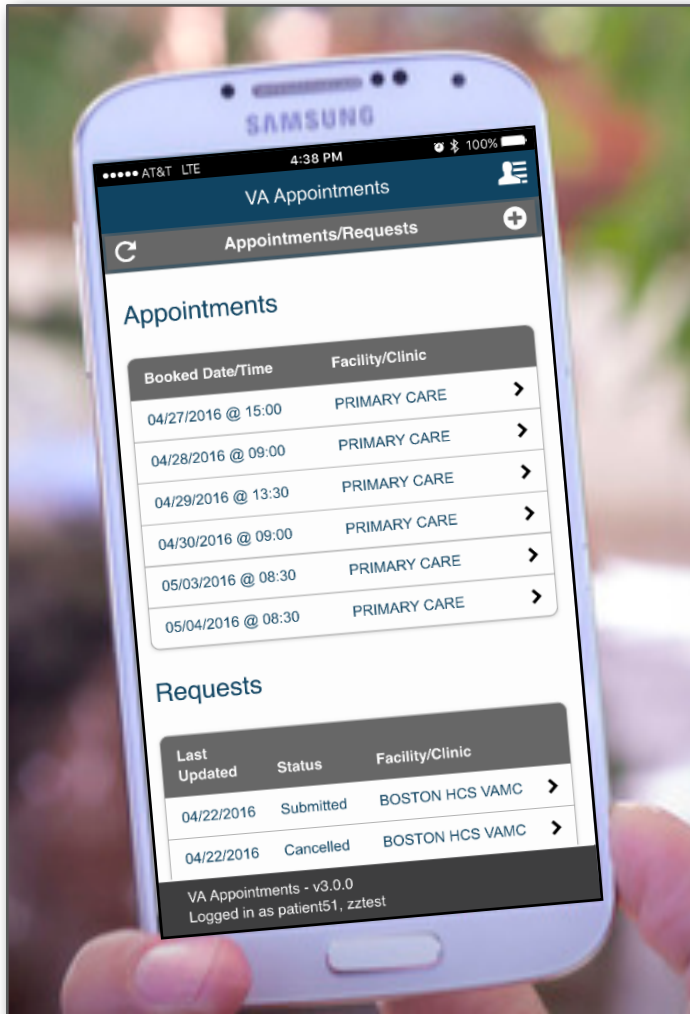 SAMSUNG
AT&T LTE 4:38 PM 100%
VA Appointments
Appointments/Requests
Appointments
Booked Date/Time Facility/Clinic
04/27/2016 @ 15:00 PRIMARY CARE
04/28/2016 @ 09:00 PRIMARY CARE
04/29/2016 @ 13:30 PRIMARY CARE
04/30/2016 @ 09:00 PRIMARY CARE
05/03/2016 @ 08:30 PRIMARY CARE
05/04/2016 @ 08:30 PRIMARY CARE
Requests
Last
Updated Status Facility/Clinic
04/22/2016 Submitted BOSTON HCS VAMC
04/22/2016 Cancelled BOSTON HCS VAMC
VA Appointments - v3.0.0
Logged in as patient51, zztest